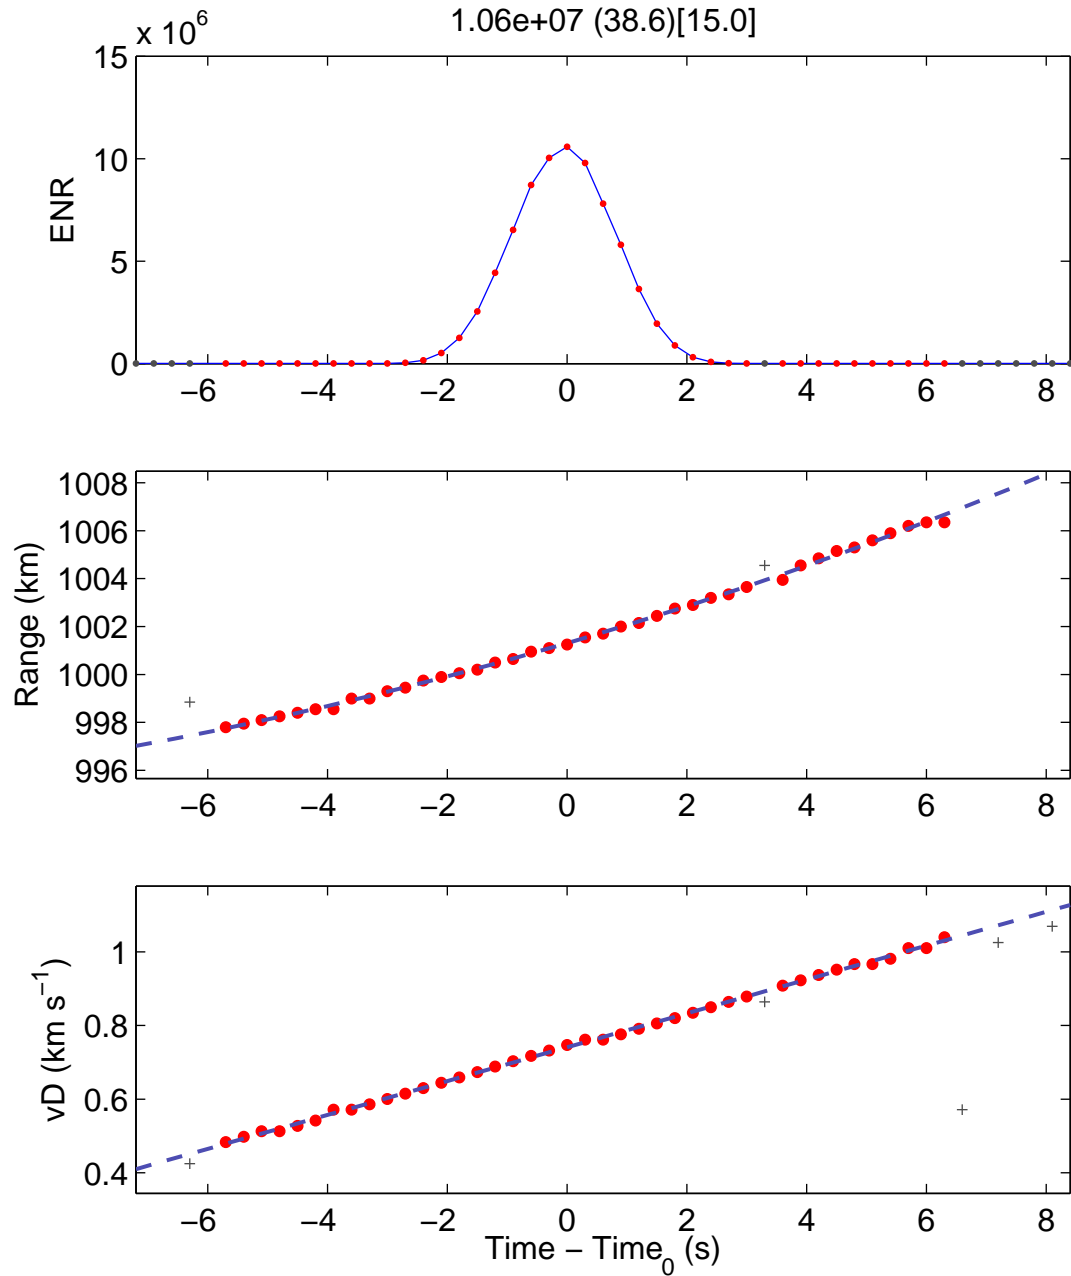 1.06e+07 (38.6)[15.0]
x 10^6
15
10
5
0
ENR
−6 −4 −2 0 2 4 6 8
1008
1006
1004
1002
1000
998
996
Range (km)
−6 −4 −2 0 2 4 6 8
1
0.8
0.6
0.4
vD (km s^−1)
−6 −4 −2 0 2 4 6 8
Time − Time_0 (s)